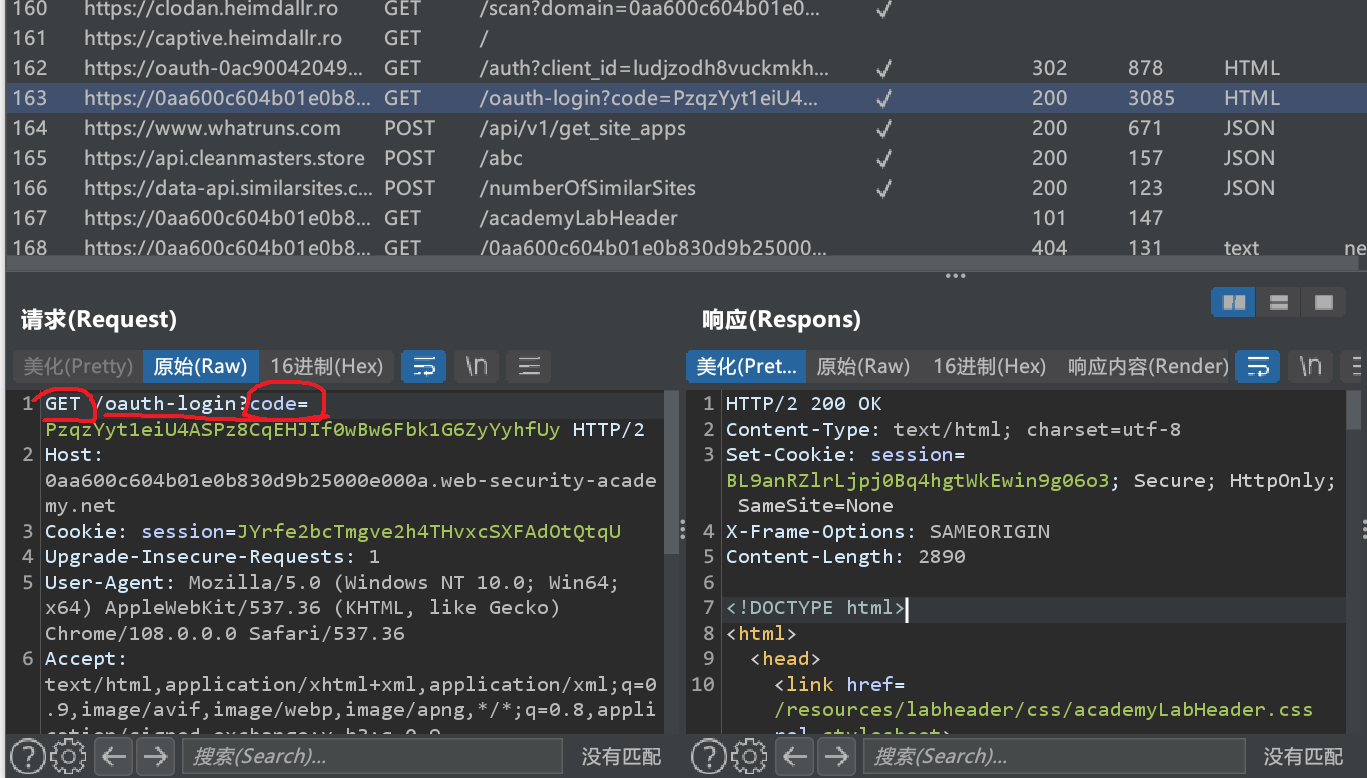 160 https://clodan.heimdallr.ro GET /scan?domain=0aa600c604b01e0... ✓
161 https://captive.heimdallr.ro GET /
162 https://oauth-0ac90042049... GET /auth?client_id=ludjzodh8vuckmkh... ✓ 302 878 HTML
163 https://0aa600c604b01e0b8... GET /oauth-login?code=PzqzYyt1eiU4... ✓ 200 3085 HTML
164 https://www.whatruns.com POST /api/v1/get_site_apps ✓ 200 671 JSON
165 https://api.cleanmasters.store POST /abc ✓ 200 157 JSON
166 https://data-api.similarsites.c... POST /numberOfSimilarSites ✓ 200 123 JSON
167 https://0aa600c604b01e0b8... GET /academyLabHeader 101 147
168 https://0aa600c604b01e0b8... GET /0aa600c604b01e0b830d9b25000... 404 131 text ne
请求(Request)
美化(Pretty) 原始(Raw) 16进制(Hex) \n
1 GET /oauth-login?code=
PzqzYyt1eiU4ASPz8CqEHJIf0wBw6Fbk1G6ZyYyhfUy HTTP/2
2 Host:
0aa600c604b01e0b830d9b25000e000a.web-security-acade
my.net
3 Cookie: session=JYrfe2bcTmgve2h4THvxcSXFAdOtQtqU
4 Upgrade-Insecure-Requests: 1
5 User-Agent: Mozilla/5.0 (Windows NT 10.0; Win64;
x64) AppleWebKit/537.36 (KHTML, like Gecko)
Chrome/108.0.0.0 Safari/537.36
6 Accept:
text/html,application/xhtml+xml,application/xml;q=0
.9,image/avif,image/webp,image/apng,*/*;q=0.8,appli
cation/signed-exchange;v=b3;q=0.9
搜索(Search)... 没有匹配
响应(Respons)
美化(Pret... 原始(Raw) 16进制(Hex) 响应内容(Render) \n
1 HTTP/2 200 OK
2 Content-Type: text/html; charset=utf-8
3 Set-Cookie: session=
BL9anRZlrLjpj0Bq4hgtWkEwin9g06o3; Secure; HttpOnly;
SameSite=None
4 X-Frame-Options: SAMEORIGIN
5 Content-Length: 2890
6
7 <!DOCTYPE html>
8 <html>
9 <head>
10 <link href=
/resources/labheader/css/academyLabHeader.css
rel=stylesheet>
搜索(Search)... 没有匹配